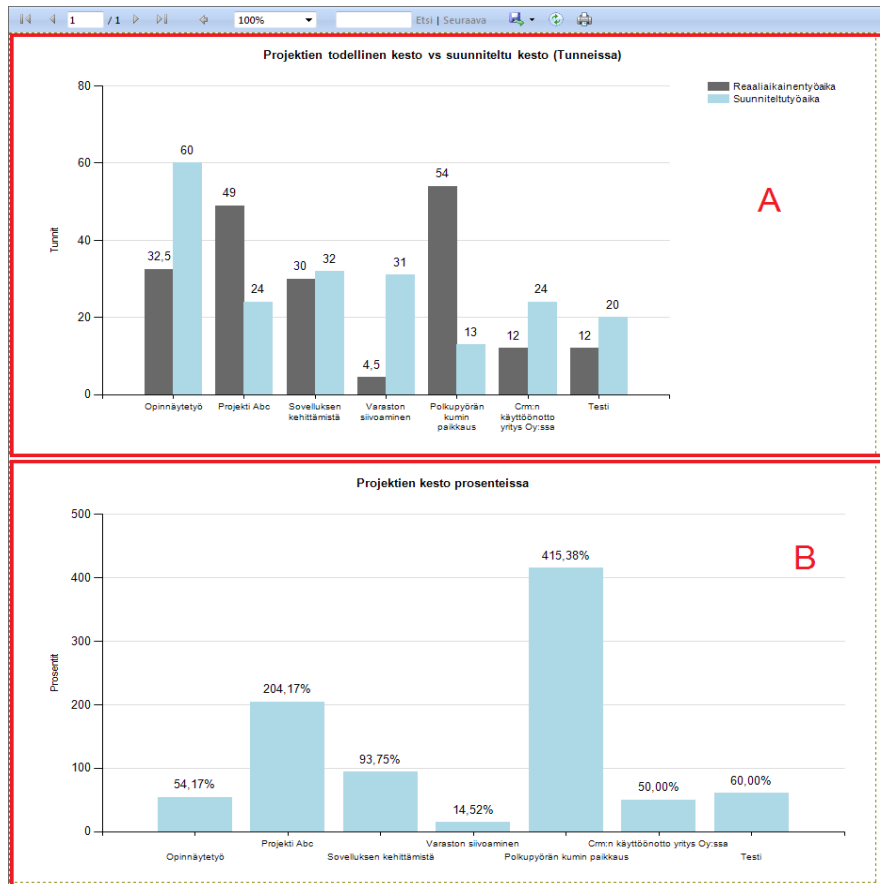 1 / 1 100% Etsi | Seuraava
Projektien todellinen kesto vs suunniteltu kesto (Tunneissa)
Reaaliaikainentyöaika
Suunniteltutyöaika
A
Tunnit
80
60
40
20
0
32,5
60
49
24
30
32
4,5
31
54
13
12
24
12
20
Opinnäytetyö
Projekti Abc
Sovelluksen
kehittämistä
Varaston
siivoaminen
Polkupyörän
kumin
paikkaus
Crm:n
käyttöönotto
yritys Oy:ssa
Testi
Projektien kesto prosenteissa
B
Prosentit
500
400
300
200
100
0
54,17%
204,17%
93,75%
14,52%
415,38%
50,00%
60,00%
Opinnäytetyö
Projekti Abc
Sovelluksen kehittämistä
Varaston siivoaminen
Polkupyörän kumin paikkaus
Crm:n käyttöönotto yritys Oy:ssa
Testi